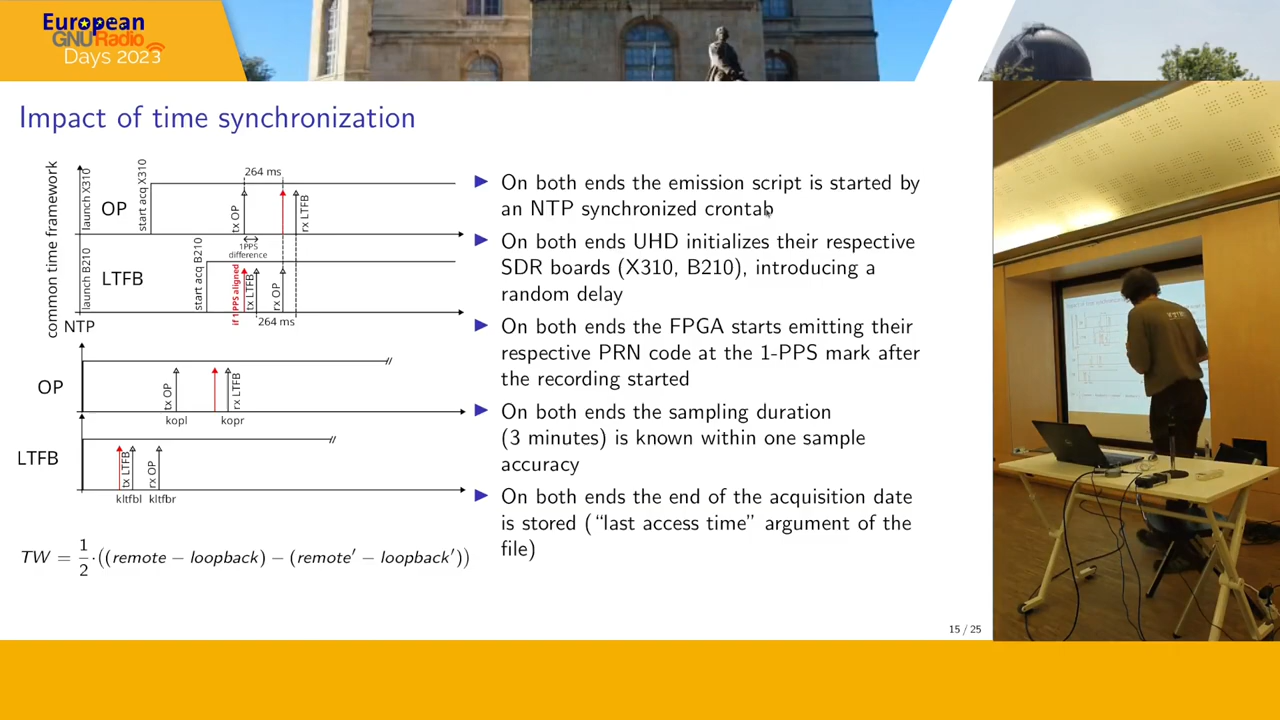 European
GNURadio
Days 2023
Impact of time synchronization
common time framework
launch X310
OP
start acq X310
264 ms
tx OP
rx LTFB
1PPS
difference
launch B210
LTFB
start acq B210
if 1 PPS aligned
tx LTFB
rx OP
264 ms
NTP
OP
tx OP
rx LTFB
kopl
kopr
LTFB
tx LTFB
rx OP
kltfbl
kltfbr
TW = 1/2 · ((remote − loopback) − (remote′ − loopback′))
▶ On both ends the emission script is started by
an NTP synchronized crontab
▶ On both ends UHD initializes their respective
SDR boards (X310, B210), introducing a
random delay
▶ On both ends the FPGA starts emitting their
respective PRN code at the 1-PPS mark after
the recording started
▶ On both ends the sampling duration
(3 minutes) is known within one sample
accuracy
▶ On both ends the end of the acquisition date
is stored (“last access time” argument of the
file)
15 / 25